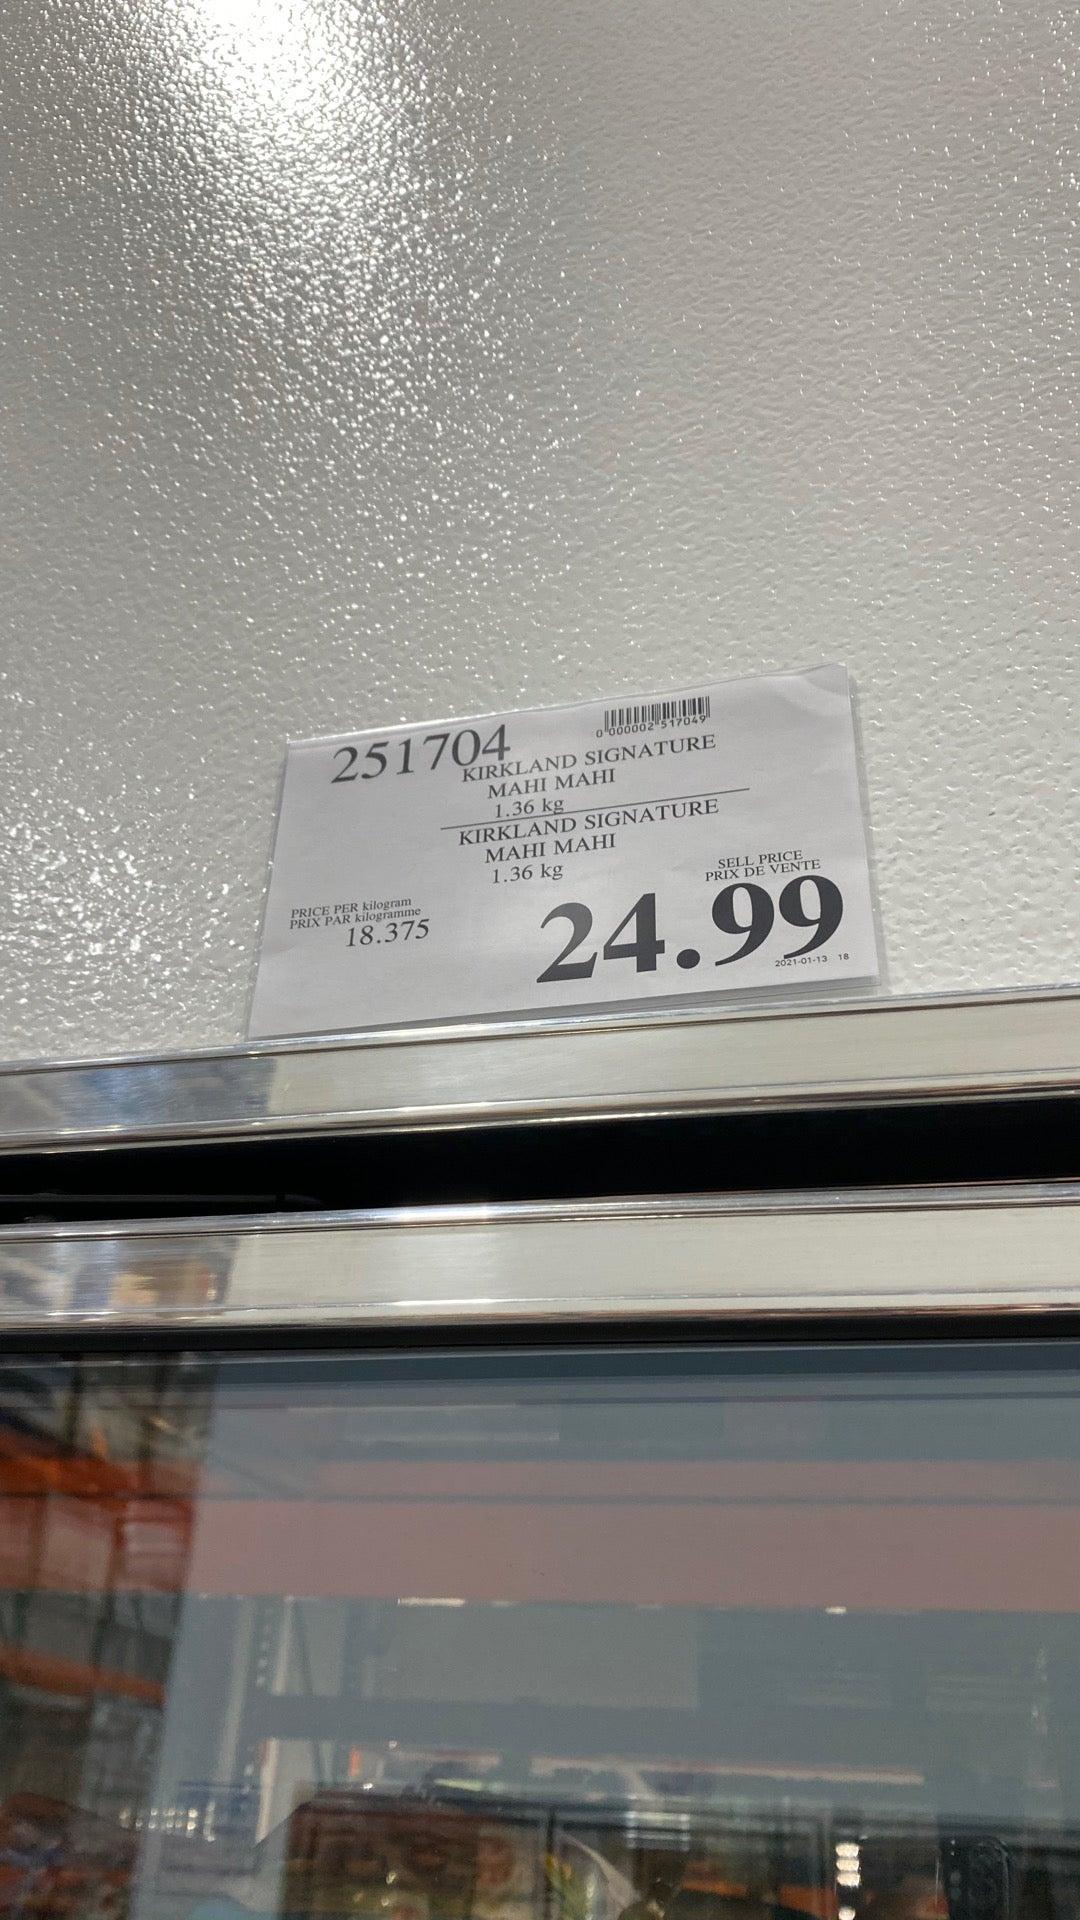 251704
0 000002 517049
KIRKLAND SIGNATURE
MAHI MAHI
1.36 kg
KIRKLAND SIGNATURE
MAHI MAHI
1.36 kg
PRICE PER kilogram
PRIX PAR kilogramme
18.375
SELL PRICE
PRIX DE VENTE
24.99
2021-01-13 18